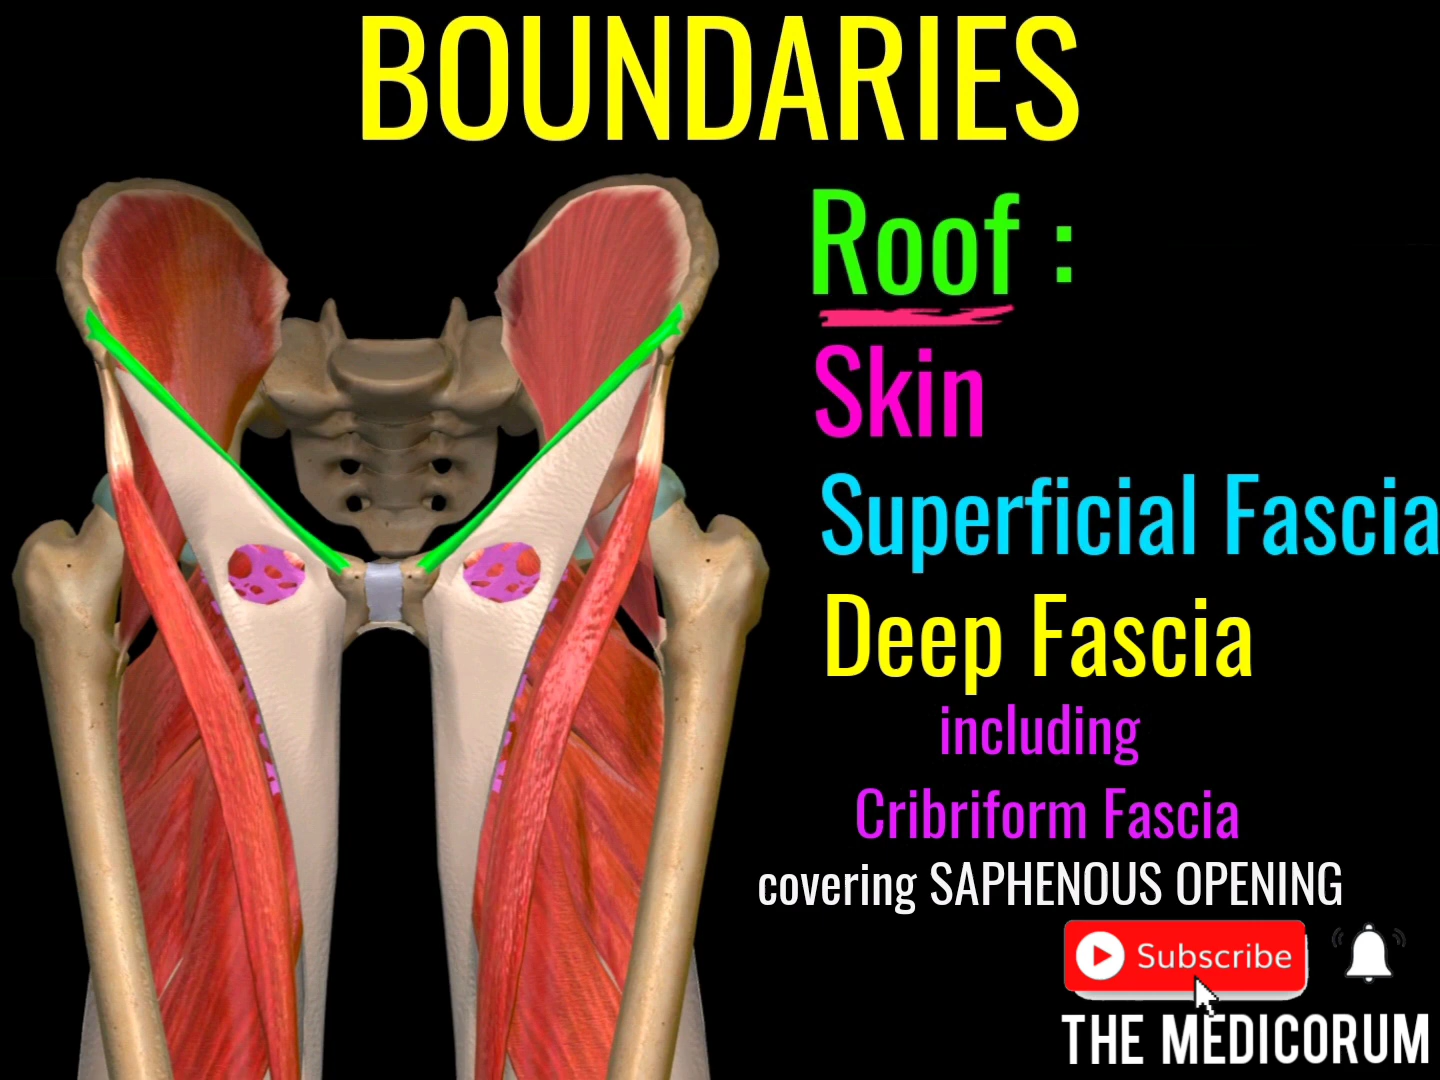 BOUNDARIES
Roof :
Skin
Superficial Fascia
Deep Fascia
including
Cribriform Fascia
covering SAPHENOUS OPENING
Subscribe
THE MEDICORUM